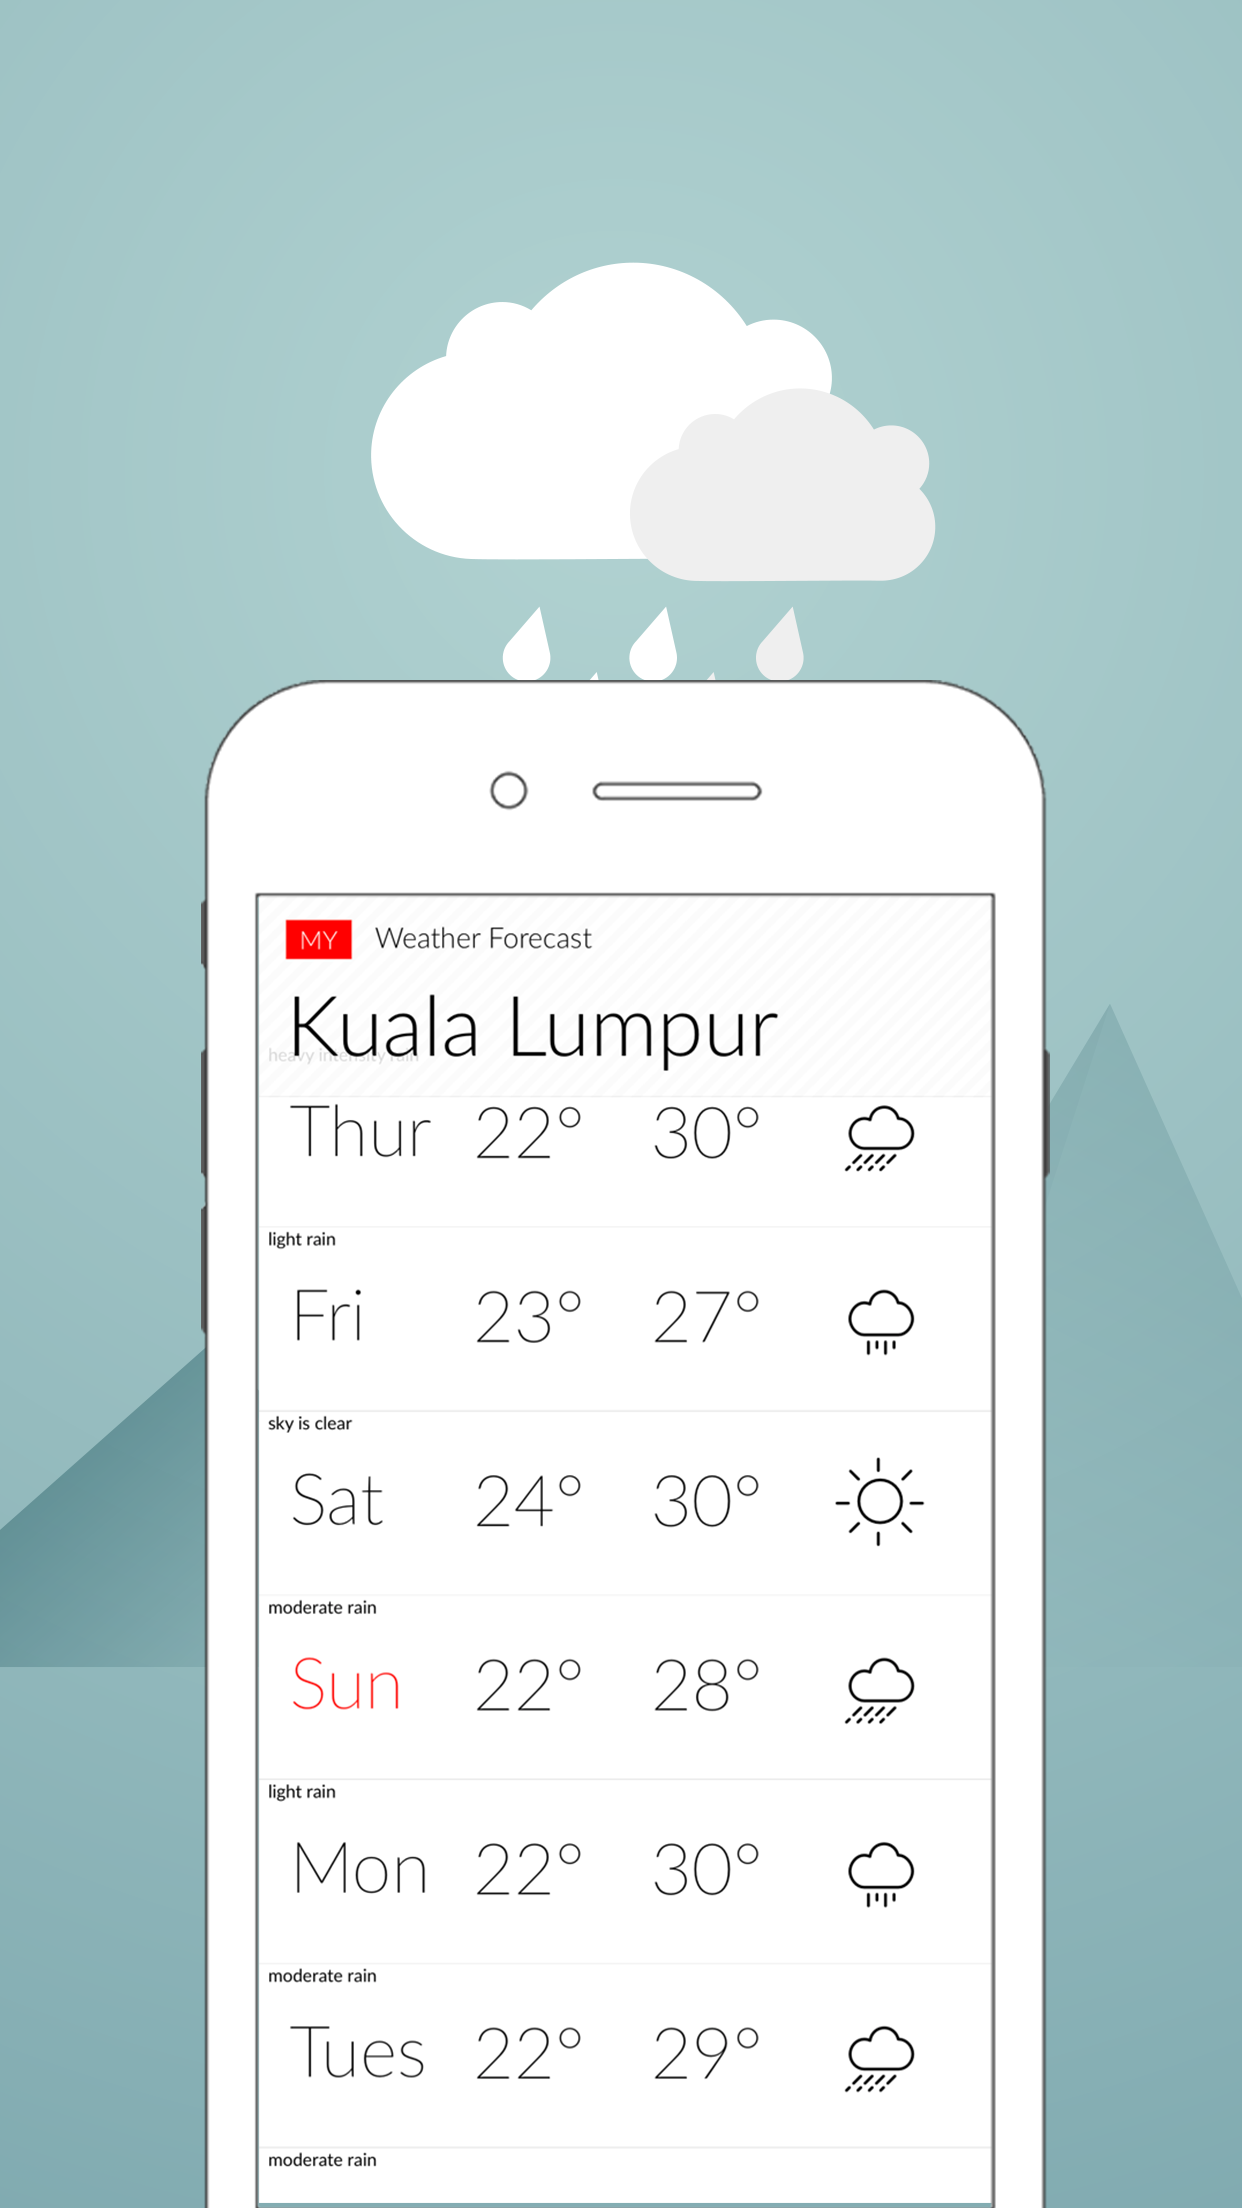 MY Weather Forecast
Kuala Lumpur
heavy intensity rain
Thur 22° 30°
light rain
Fri 23° 27°
sky is clear
Sat 24° 30°
moderate rain
Sun 22° 28°
light rain
Mon 22° 30°
moderate rain
Tues 22° 29°
moderate rain